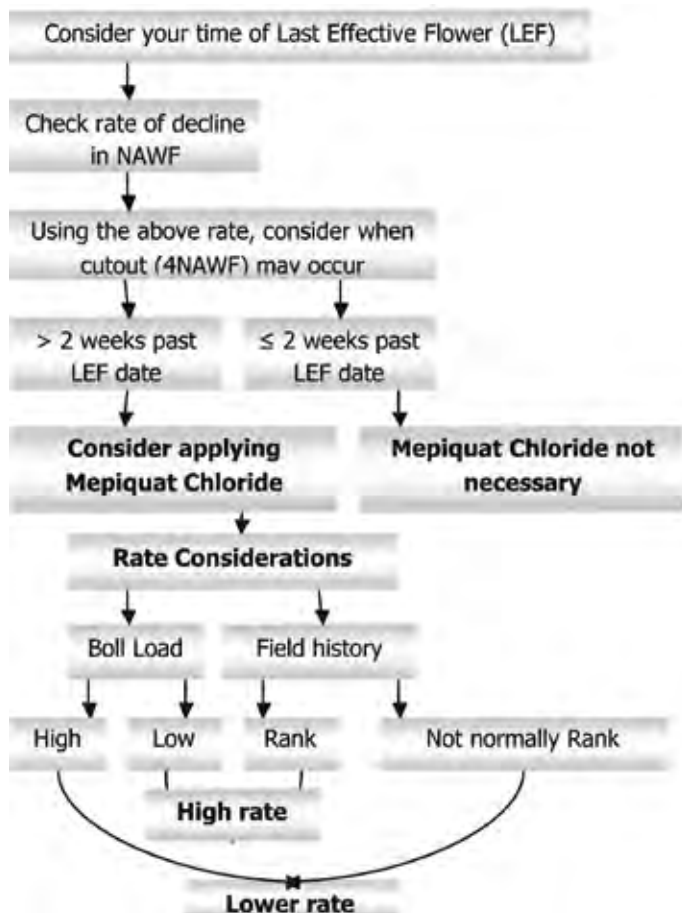 Consider your time of Last Effective Flower (LEF)
Check rate of decline
in NAWF
Using the above rate, consider when
cutout (4NAWF) may occur
> 2 weeks past
LEF date
≤ 2 weeks past
LEF date
Consider applying
Mepiquat Chloride
Mepiquat Chloride not
necessary
Rate Considerations
Boll Load
Field history
High
Low
Rank
Not normally Rank
High rate
Lower rate